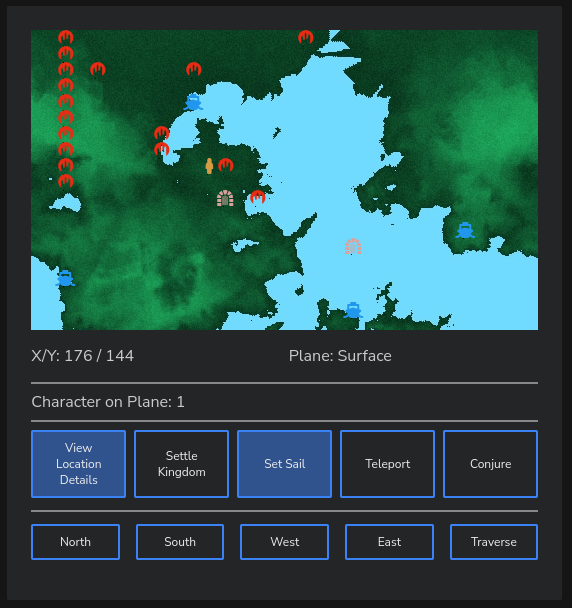 X/Y: 176 / 144
Plane: Surface
Character on Plane: 1
View
Location
Details
Settle
Kingdom
Set Sail
Teleport
Conjure
North
South
West
East
Traverse